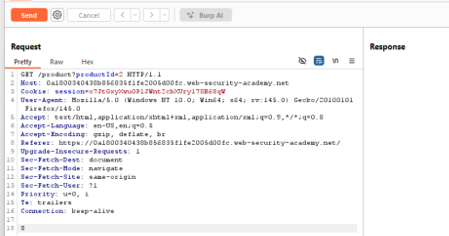 Send
Cancel
Burp AI
Request
Response
Pretty
Raw
Hex
\n
1 GET /product?productId=2 HTTP/1.1
2 Host: web-security-academy.net
3 Cookie: session=
4 User-Agent: Mozilla/5.0 (Windows NT 10.0; Win64; x64; rv:145.0) Gecko/20100101
Firefox/145.0
5 Accept: text/html,application/xhtml+xml,application/xml;q=0.9,*/*;q=0.8
6 Accept-Language: en-US,en;q=0.5
7 Accept-Encoding: gzip, deflate, br
8 Referer: web-security-academy.net/
9 Upgrade-Insecure-Requests: 1
10 Sec-Fetch-Dest: document
11 Sec-Fetch-Mode: navigate
12 Sec-Fetch-Site: same-origin
13 Sec-Fetch-User: ?1
14 Priority: u=0, i
15 Te: trailers
16 Connection: keep-alive
17
18 S